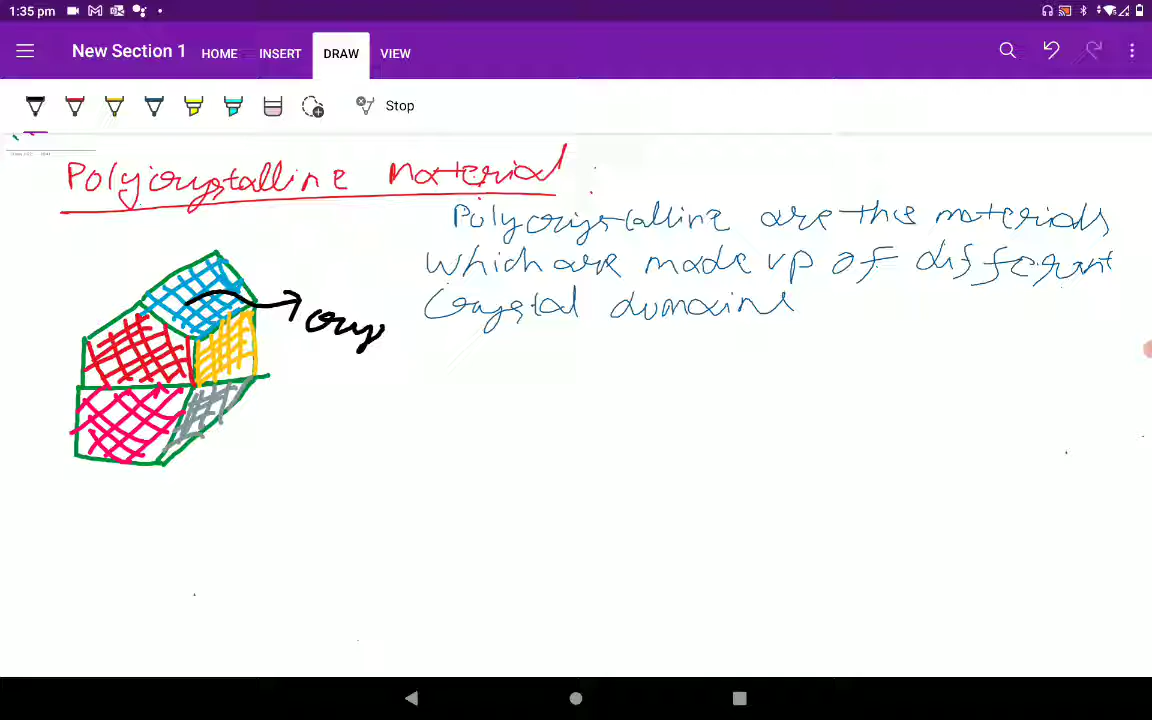 1:35 pm
New Section 1 HOME INSERT DRAW VIEW
Stop
Polycrystalline Material :
Polycrystalline are the materials
which are made up of different
Crystal domains
Cry